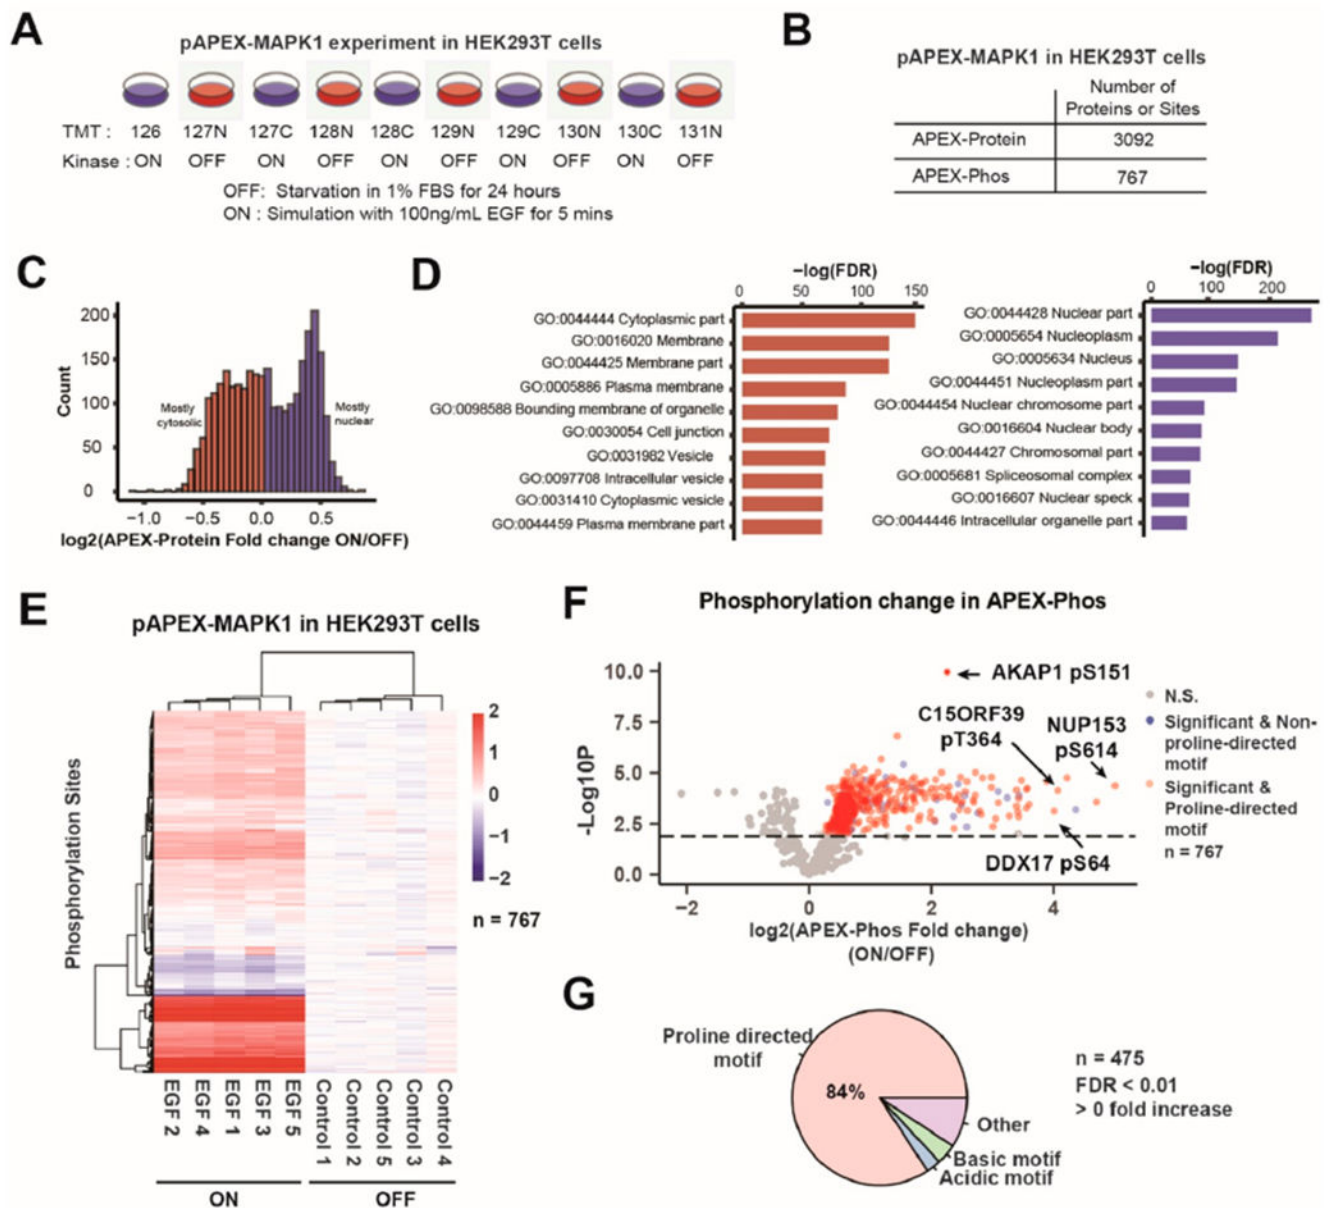 A
pAPEX-MAPK1 experiment in HEK293T cells
TMT : 126 127N 127C 128N 128C 129N 129C 130N 130C 131N
Kinase : ON OFF ON OFF ON OFF ON OFF ON OFF
OFF: Starvation in 1% FBS for 24 hours
ON : Simulation with 100ng/mL EGF for 5 mins
B
pAPEX-MAPK1 in HEK293T cells
Number of
Proteins or Sites
APEX-Protein 3092
APEX-Phos 767
C
200
150
100
50
0
Count
Mostly
cytosolic
Mostly
nuclear
−1.0 −0.5 0.0 0.5
log2(APEX-Protein Fold change ON/OFF)
D
−log(FDR)
0 50 100 150
GO:0044444 Cytoplasmic part
GO:0016020 Membrane
GO:0044425 Membrane part
GO:0005886 Plasma membrane
GO:0098588 Bounding membrane of organelle
GO:0030054 Cell junction
GO:0031982 Vesicle
GO:0097708 Intracellular vesicle
GO:0031410 Cytoplasmic vesicle
GO:0044459 Plasma membrane part
−log(FDR)
0 100 200
GO:0044428 Nuclear part
GO:0005654 Nucleoplasm
GO:0005634 Nucleus
GO:0044451 Nucleoplasm part
GO:0044454 Nuclear chromosome part
GO:0016604 Nuclear body
GO:0044427 Chromosomal part
GO:0005681 Spliceosomal complex
GO:0016607 Nuclear speck
GO:0044446 Intracellular organelle part
E
pAPEX-MAPK1 in HEK293T cells
Phosphorylation Sites
2
1
0
−1
−2
n = 767
EGF 2
EGF 4
EGF 1
EGF 3
EGF 5
Control 1
Control 2
Control 5
Control 3
Control 4
ON OFF
F
Phosphorylation change in APEX-Phos
10.0
7.5
5.0
2.5
0.0
-Log10P
AKAP1 pS151
C15ORF39
pT364
NUP153
pS614
DDX17 pS64
N.S.
Significant & Non-
proline-directed
motif
Significant &
Proline-directed
motif
n = 767
−2 0 2 4
log2(APEX-Phos Fold change)
(ON/OFF)
G
Proline directed
motif
84%
Other
Basic motif
Acidic motif
n = 475
FDR < 0.01
> 0 fold increase